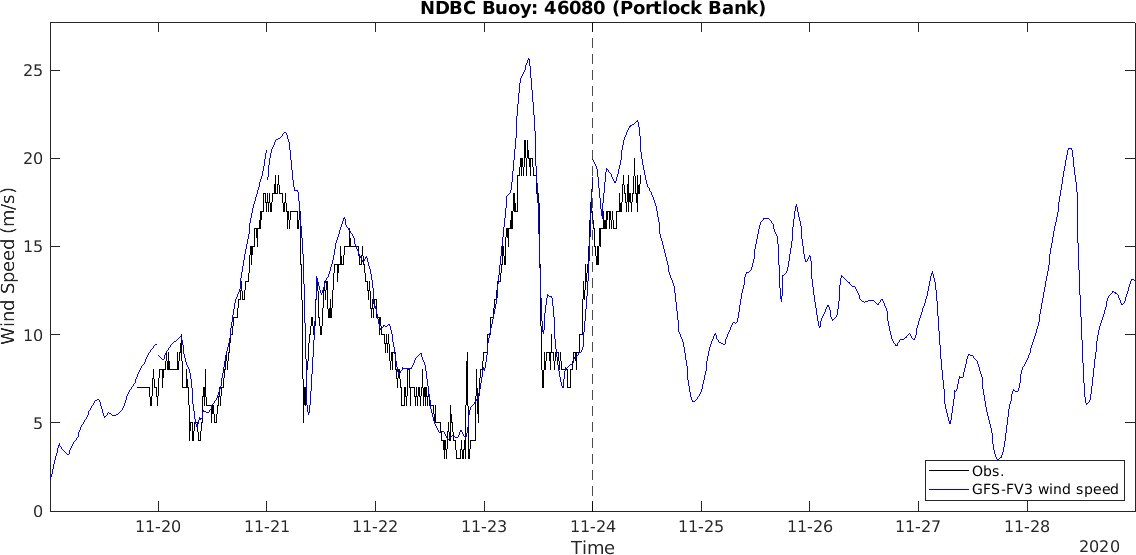 NDBC Buoy: 46080 (Portlock Bank)
Wind Speed (m/s)
25
20
15
10
5
0
Obs.
GFS-FV3 wind speed
11-20 11-21 11-22 11-23 11-24 11-25 11-26 11-27 11-28
Time
2020